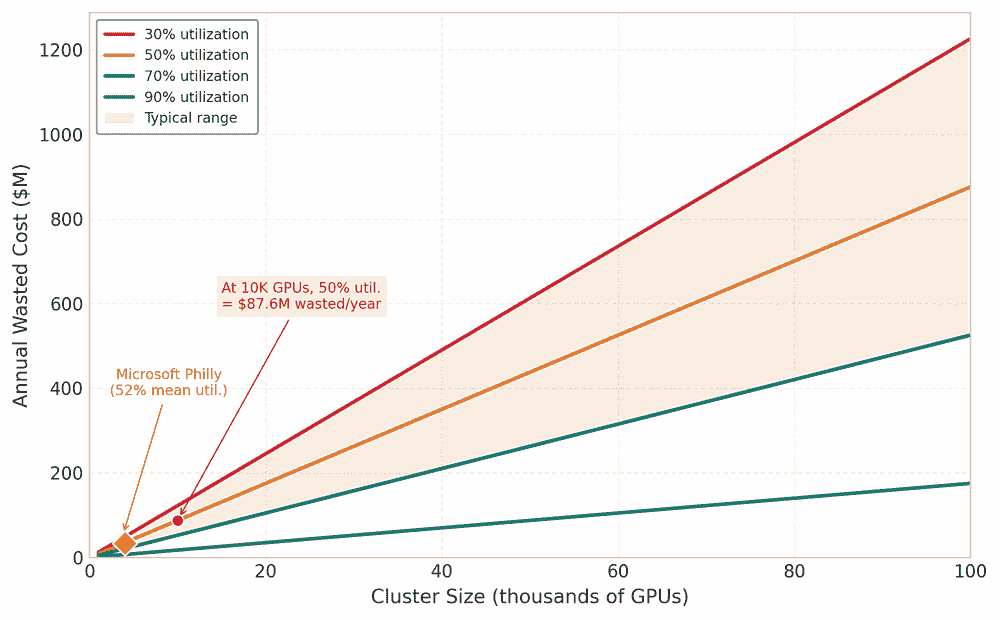 30% utilization
50% utilization
70% utilization
90% utilization
Typical range
Annual Wasted Cost ($M)
1200
1000
800
600
400
200
0
At 10K GPUs, 50% util.
= $87.6M wasted/year
Microsoft Philly
(52% mean util.)
0
20
40
60
80
100
Cluster Size (thousands of GPUs)